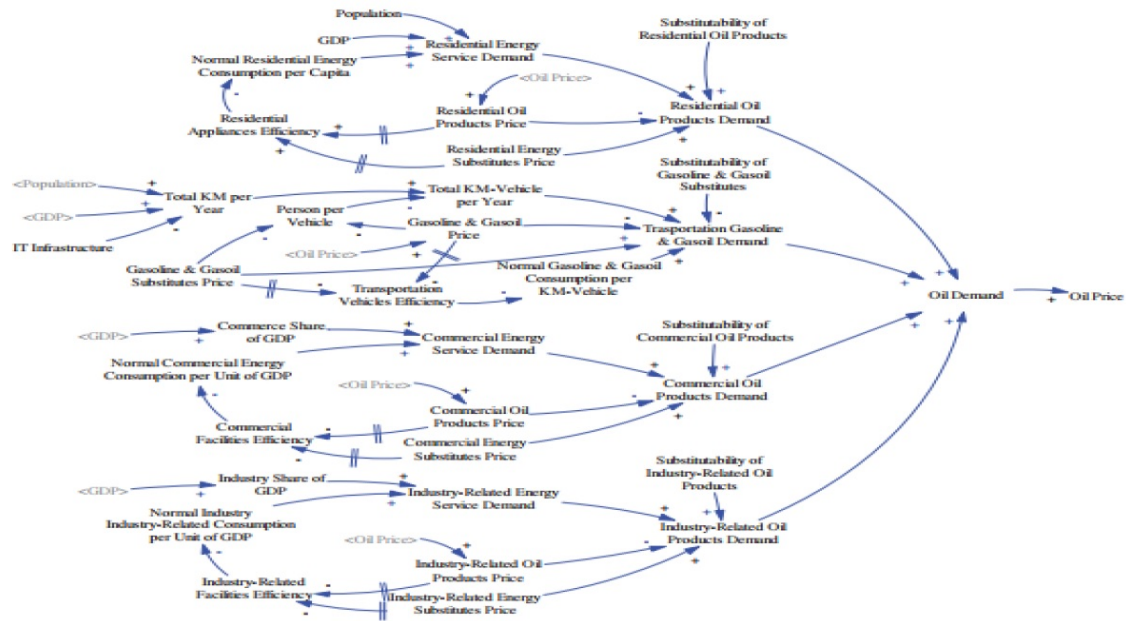 Population
GDP
Residential Energy
Service Demand
Substitutability of
Residential Oil Products
Normal Residential Energy
Consumption per Capita
<Oil Price>
Residential
Appliances Efficiency
Residential Oil
Products Price
Residential Oil
Products Demand
Residential Energy
Substitutes Price
<Population>
<GDP>
IT Infrastructure
Total KM per
Year
Person per
Vehicle
Total KM-Vehicle
per Year
Substitutability of
Gasoline & Gasoil
Substitutes
Gasoline & Gasoil
Price
Trasportation Gasoline
& Gasoil Demand
<Oil Price>
Gasoline & Gasoil
Substitutes Price
Transportation
Vehicles Efficiency
Normal Gasoline & Gasoil
Consumption per
KM-Vehicle
Oil Demand
Oil Price
<GDP>
Commerce Share
of GDP
Commercial Energy
Service Demand
Substitutability of
Commercial Oil Products
Normal Commercial Energy
Consumption per Unit of GDP
<Oil Price>
Commercial Oil
Products Demand
Commercial
Facilities Efficiency
Commercial Oil
Products Price
Commercial Energy
Substitutes Price
<GDP>
Industry Share of
GDP
Industry-Related Energy
Service Demand
Substitutability of
Industry-Related Oil
Products
Normal Industry
Industry-Related Consumption
per Unit of GDP
<Oil Price>
Industry-Related Oil
Products Demand
Industry-Related
Facilities Efficiency
Industry-Related Oil
Products Price
Industry-Related Energy
Substitutes Price